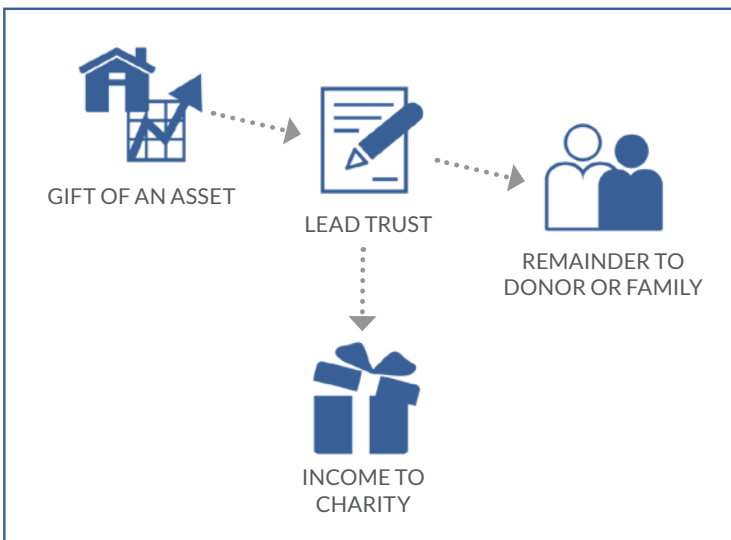 GIFT OF AN ASSET
LEAD TRUST
REMAINDER TO
DONOR OR FAMILY
INCOME TO
CHARITY